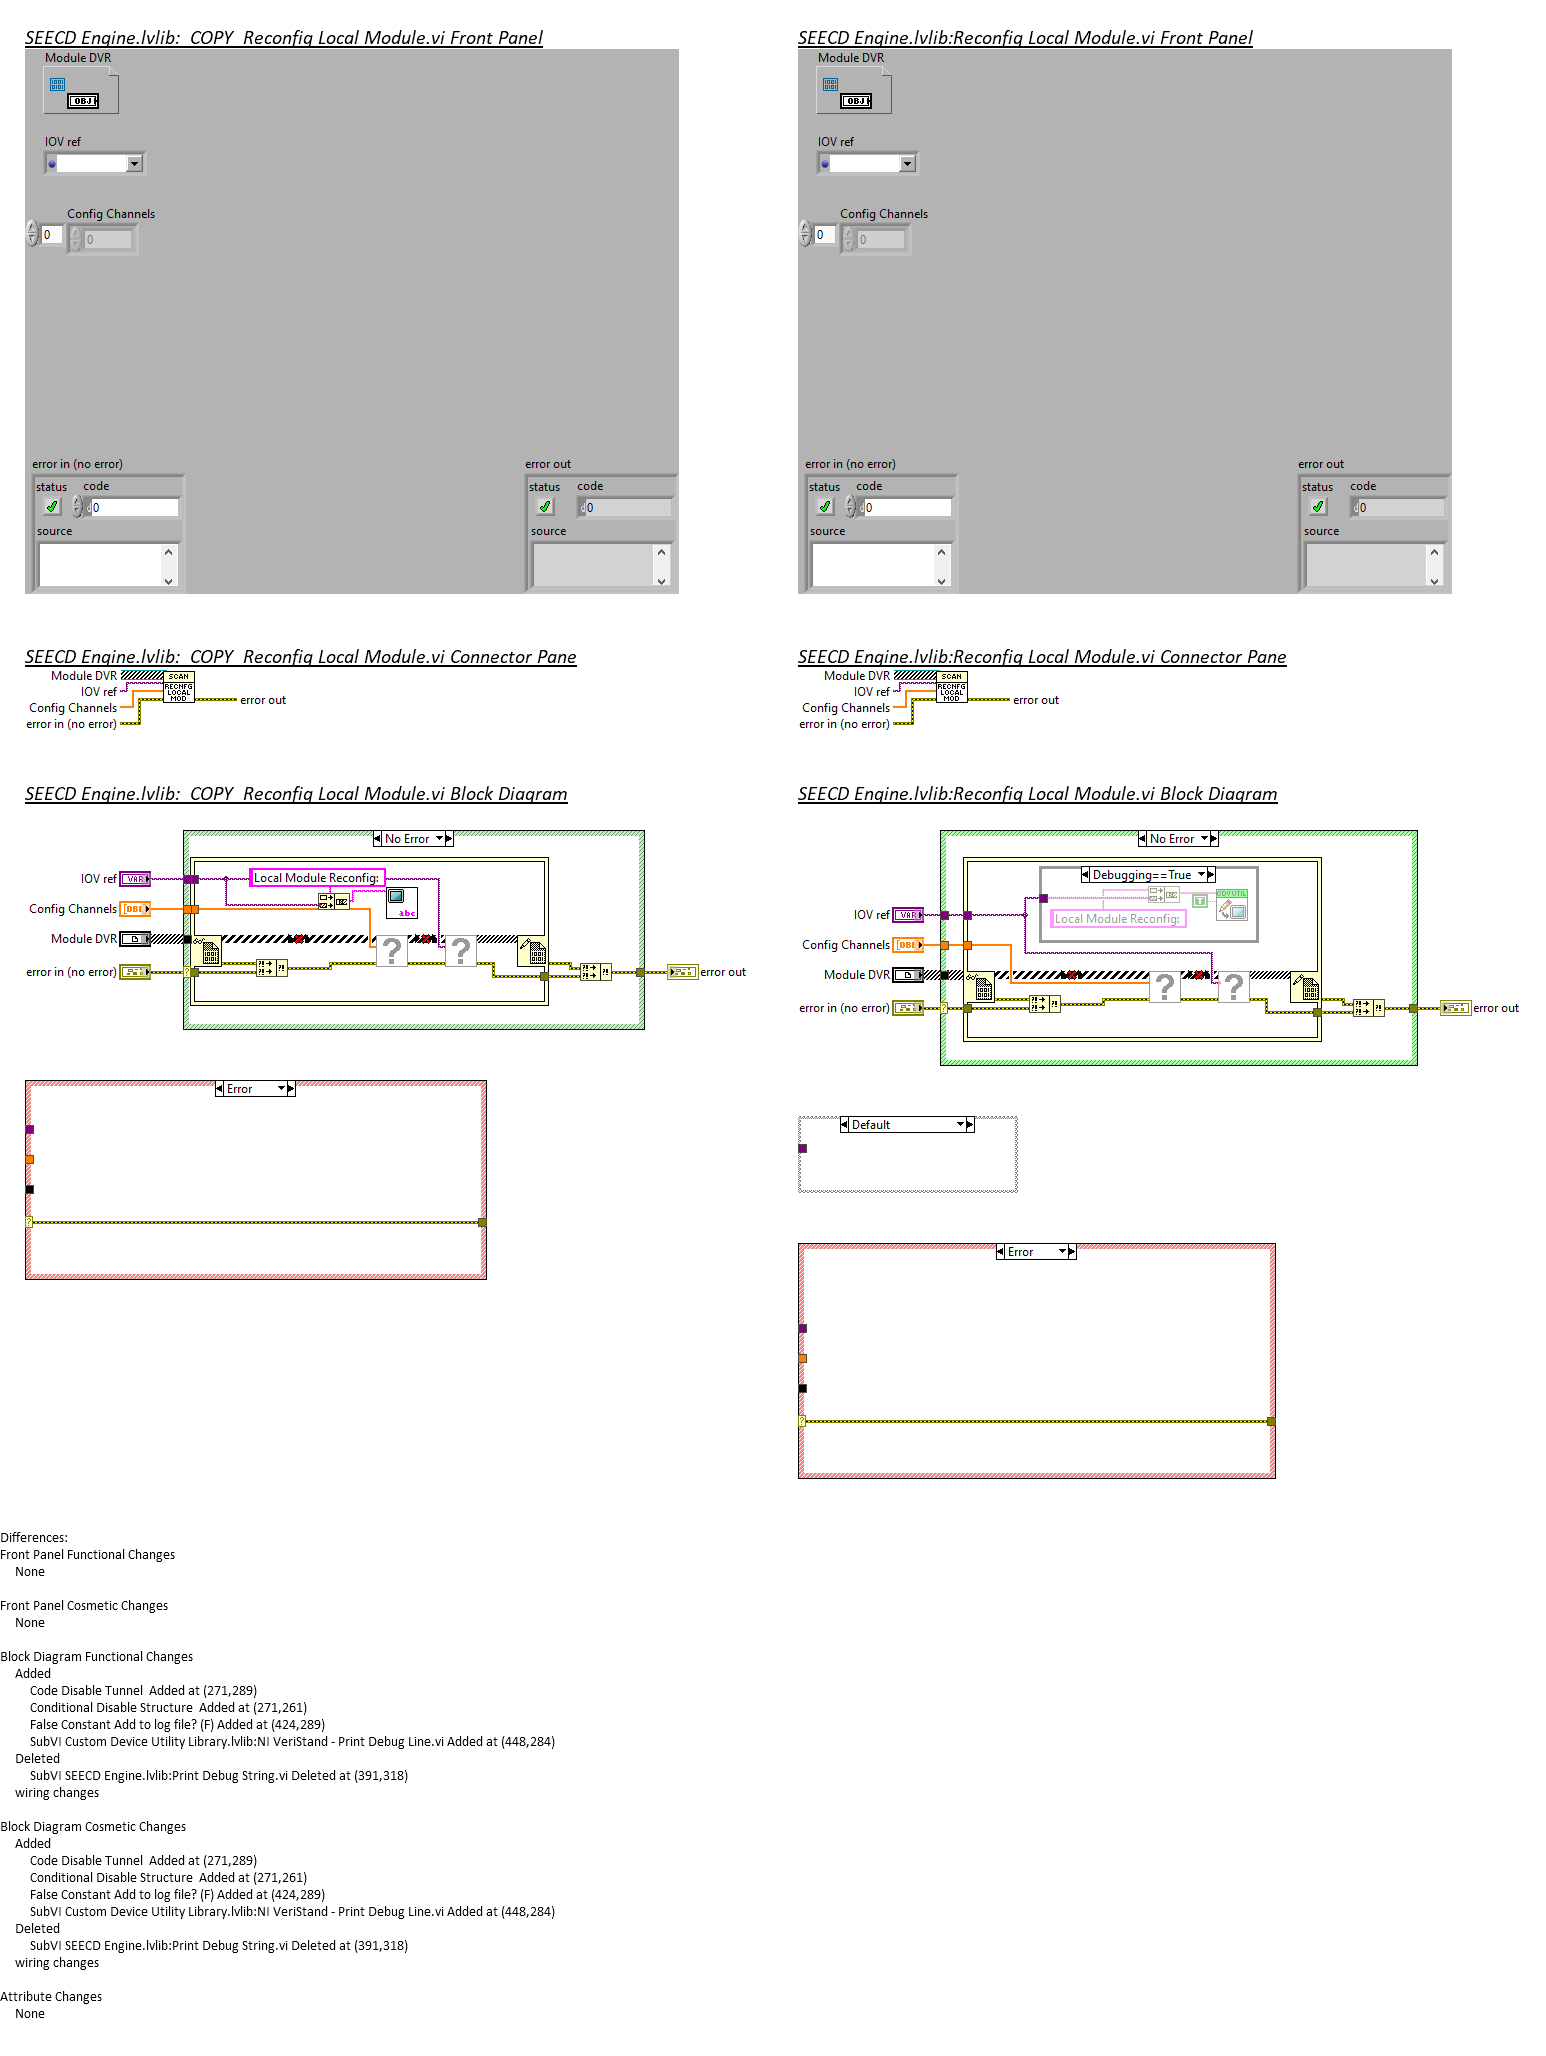 SEECD Engine.lvlib:  COPY  Reconfig Local Module.vi Front Panel
Module DVR
OBJ
IOV ref
Config Channels
0
0
error in (no error)
status
code
d 0
source
error out
status
code
d 0
source
SEECD Engine.lvlib:Reconfig Local Module.vi Front Panel
Module DVR
OBJ
IOV ref
Config Channels
0
0
error in (no error)
status
code
d 0
source
error out
status
code
d 0
source
SEECD Engine.lvlib:  COPY  Reconfig Local Module.vi Connector Pane
Module DVR
IOV ref
Config Channels
error in (no error)
SCAN
RECNFG
LOCAL
MOD
error out
SEECD Engine.lvlib:Reconfig Local Module.vi Connector Pane
Module DVR
IOV ref
Config Channels
error in (no error)
SCAN
RECNFG
LOCAL
MOD
error out
SEECD Engine.lvlib:  COPY  Reconfig Local Module.vi Block Diagram
No Error
IOV ref
VAR
Local Module Reconfig:
abc
Config Channels
[DBL]
Module DVR
? ?
error in (no error)
?
error out
Error
?
SEECD Engine.lvlib:Reconfig Local Module.vi Block Diagram
No Error
Debugging==True
CDV UTIL
T
IOV ref
VAR
Local Module Reconfig:
Config Channels
[DBL]
Module DVR
? ?
error in (no error)
?
error out
Default
Error
?
Differences:
Front Panel Functional Changes
None
Front Panel Cosmetic Changes
None
Block Diagram Functional Changes
Added
Code Disable Tunnel  Added at (271,289)
Conditional Disable Structure  Added at (271,261)
False Constant Add to log file? (F) Added at (424,289)
SubVI Custom Device Utility Library.lvlib:NI VeriStand - Print Debug Line.vi Added at (448,284)
Deleted
SubVI SEECD Engine.lvlib:Print Debug String.vi Deleted at (391,318)
wiring changes
Block Diagram Cosmetic Changes
Added
Code Disable Tunnel  Added at (271,289)
Conditional Disable Structure  Added at (271,261)
False Constant Add to log file? (F) Added at (424,289)
SubVI Custom Device Utility Library.lvlib:NI VeriStand - Print Debug Line.vi Added at (448,284)
Deleted
SubVI SEECD Engine.lvlib:Print Debug String.vi Deleted at (391,318)
wiring changes
Attribute Changes
None